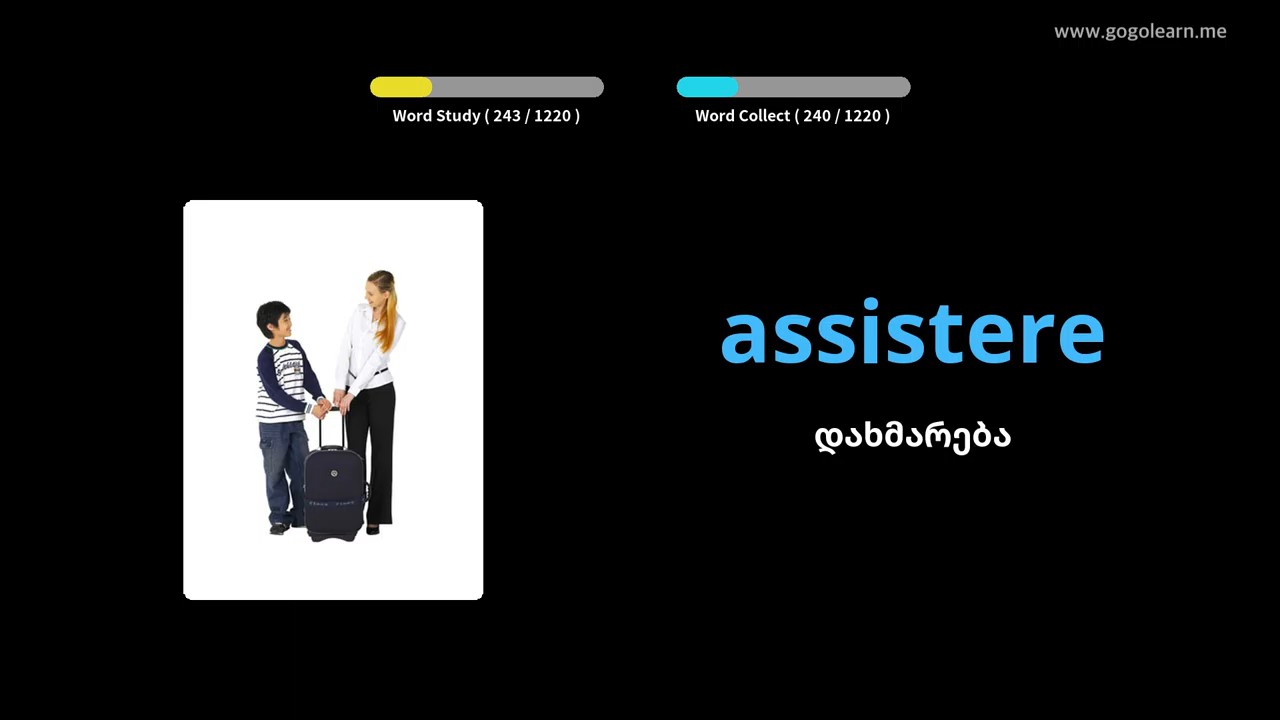 www.gogolearn.me
Word Study ( 243 / 1220 )
Word Collect ( 240 / 1220 )
assistere
დახმარება